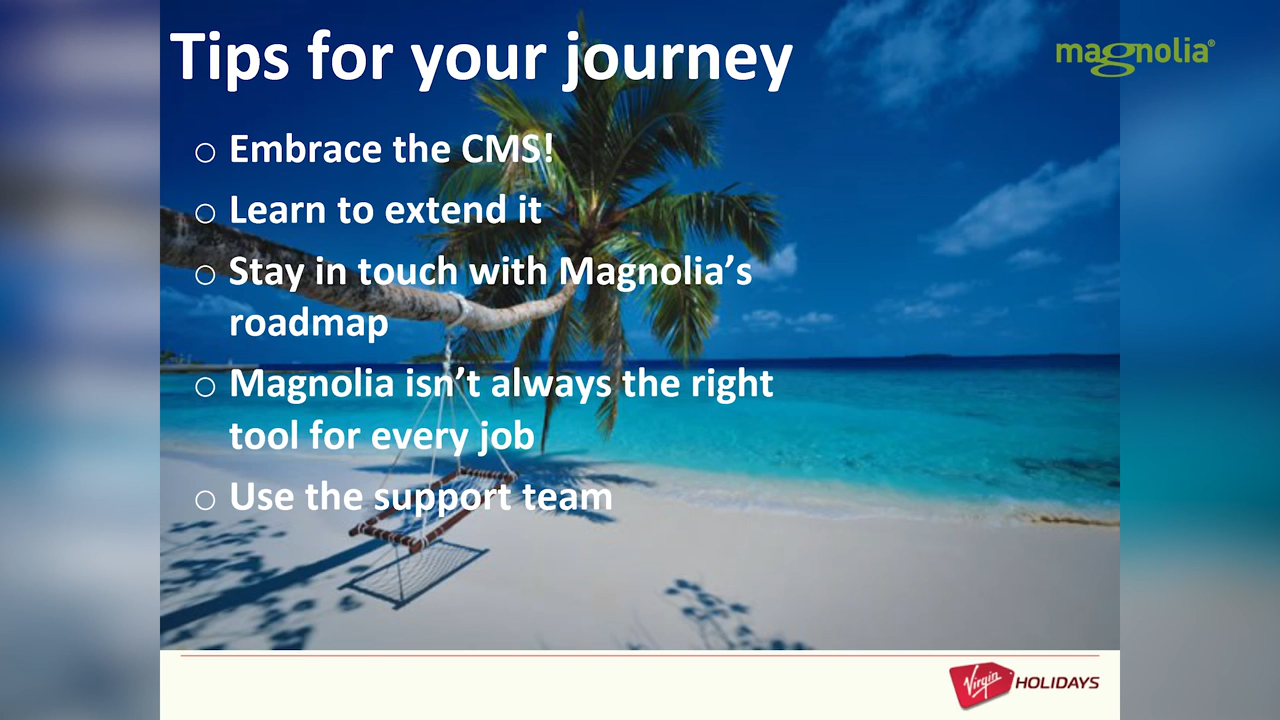 Tips for your journey
magnolia®
○ Embrace the CMS!
○ Learn to extend it
○ Stay in touch with Magnolia’s
roadmap
○ Magnolia isn’t always the right
tool for every job
○ Use the support team
Virgin HOLIDAYS